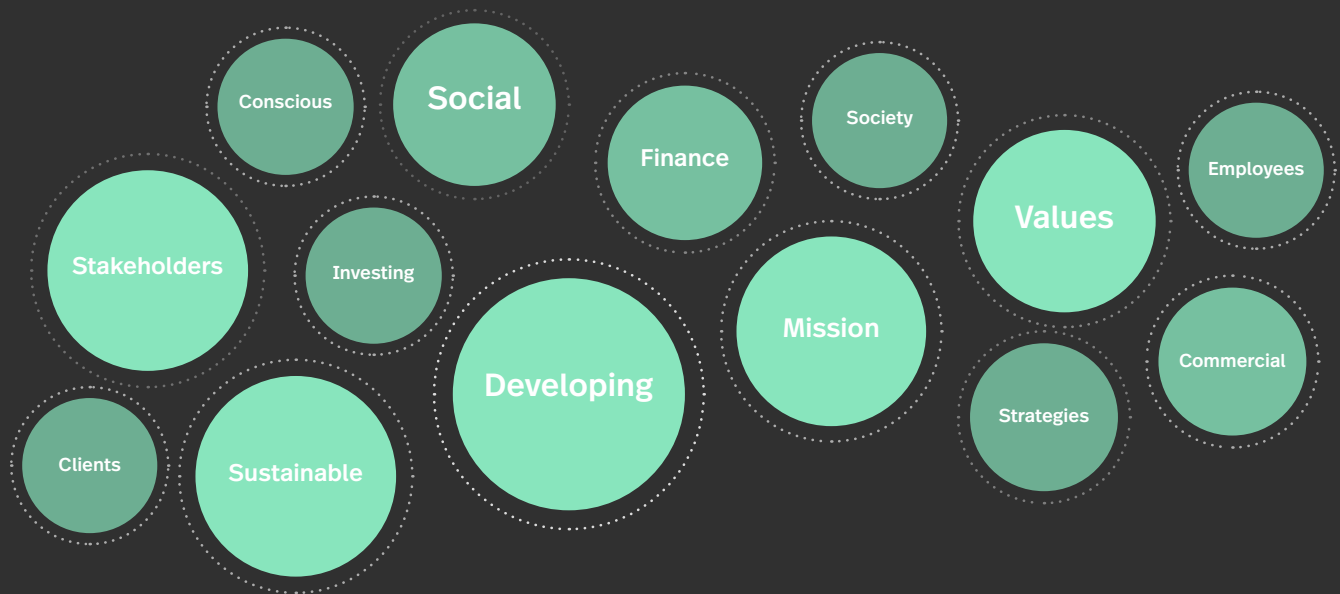 Conscious
Social
Finance
Society
Values
Employees
Stakeholders
Investing
Developing
Mission
Strategies
Commercial
Clients
Sustainable